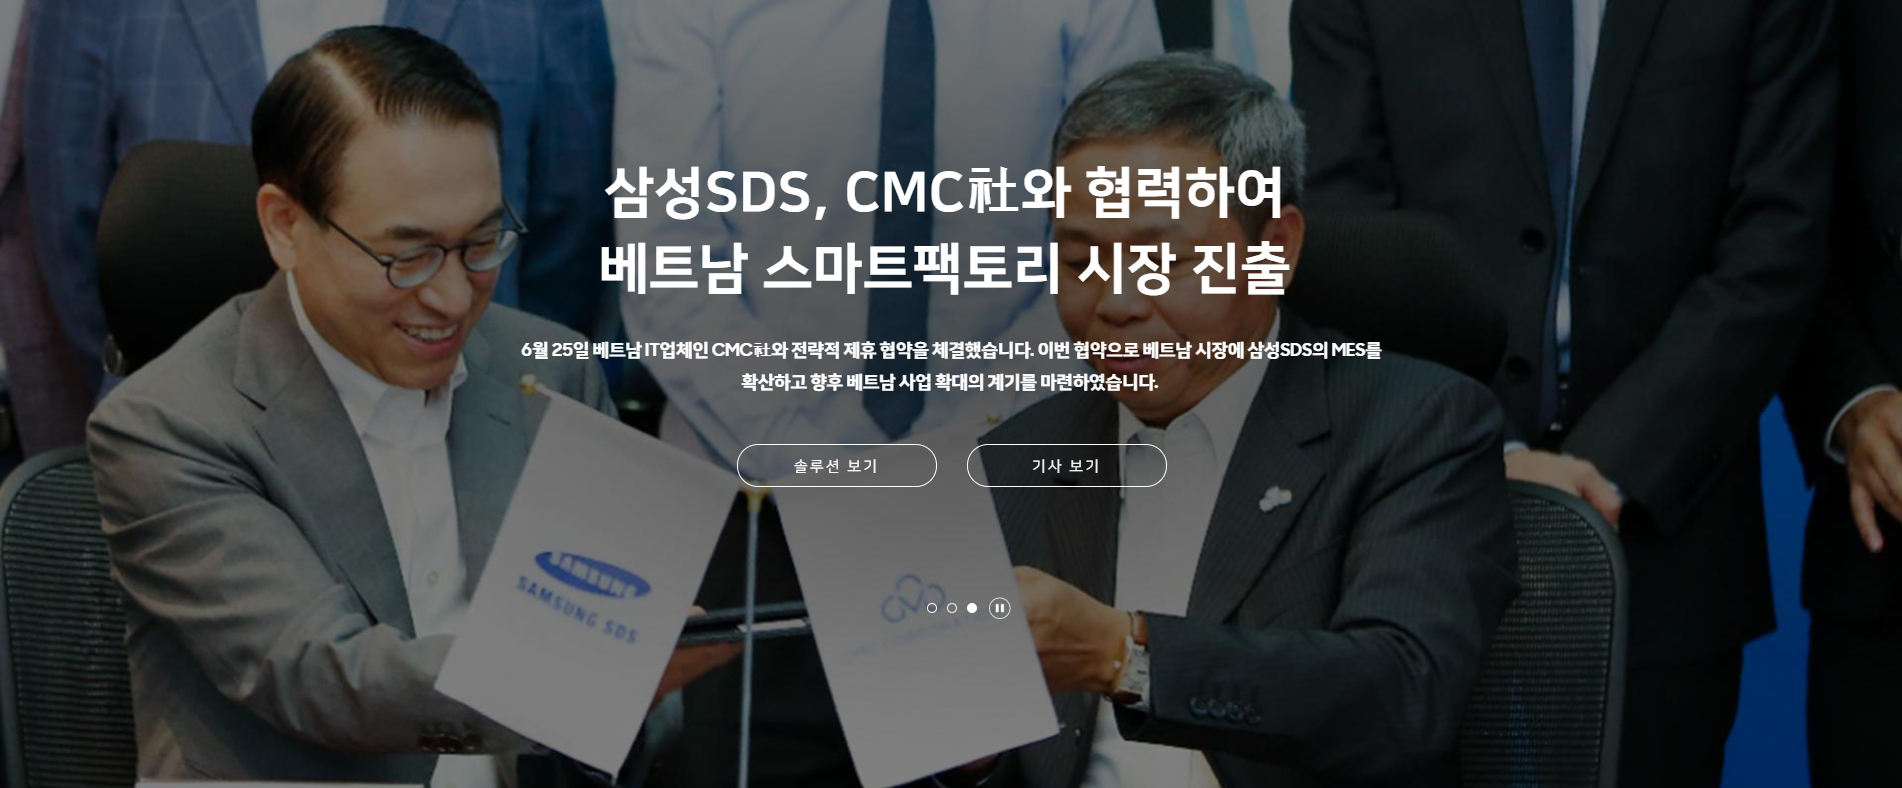 삼성SDS, CMC社와 협력하여
베트남 스마트팩토리 시장 진출
6월 25일 베트남 IT업체인 CMC社와 전략적 제휴 협약을 체결했습니다. 이번 협약으로 베트남 시장에 삼성SDS의 MES를
확산하고 향후 베트남 사업 확대의 계기를 마련하였습니다.
솔루션 보기
기사 보기
SAMSUNG
SAMSUNG SDS